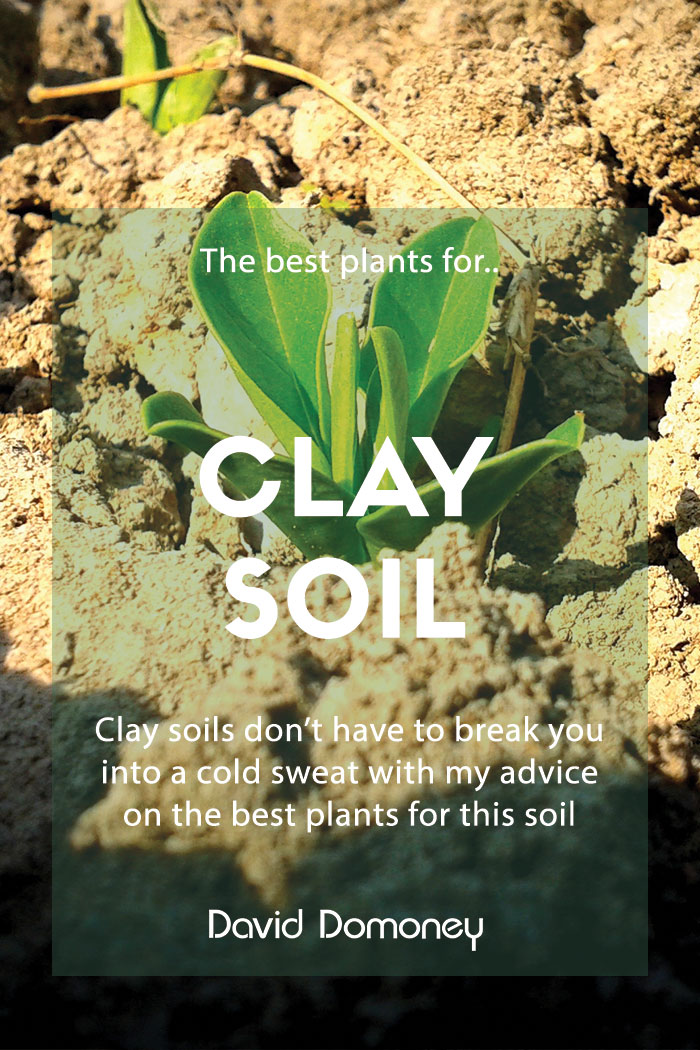 The best plants for..
CLAY
SOIL
Clay soils don’t have to break you
into a cold sweat with my advice
on the best plants for this soil
David Domoney